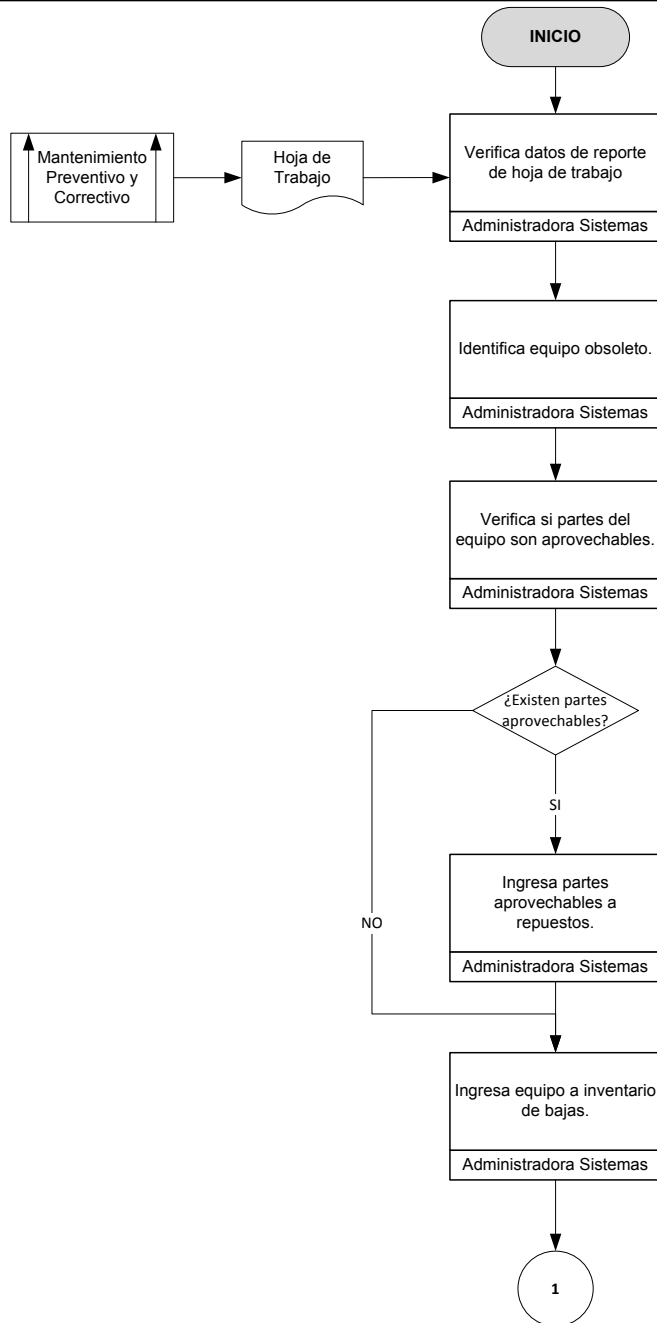 INICIO
Mantenimiento
Preventivo y
Correctivo
Hoja de
Trabajo
Verifica datos de reporte
de hoja de trabajo
Administradora Sistemas
Identifica equipo obsoleto.
Administradora Sistemas
Verifica si partes del
equipo son aprovechables.
Administradora Sistemas
¿Existen partes
aprovechables?
SI
NO
Ingresa partes
aprovechables a
repuestos.
Administradora Sistemas
Ingresa equipo a inventario
de bajas.
Administradora Sistemas
1